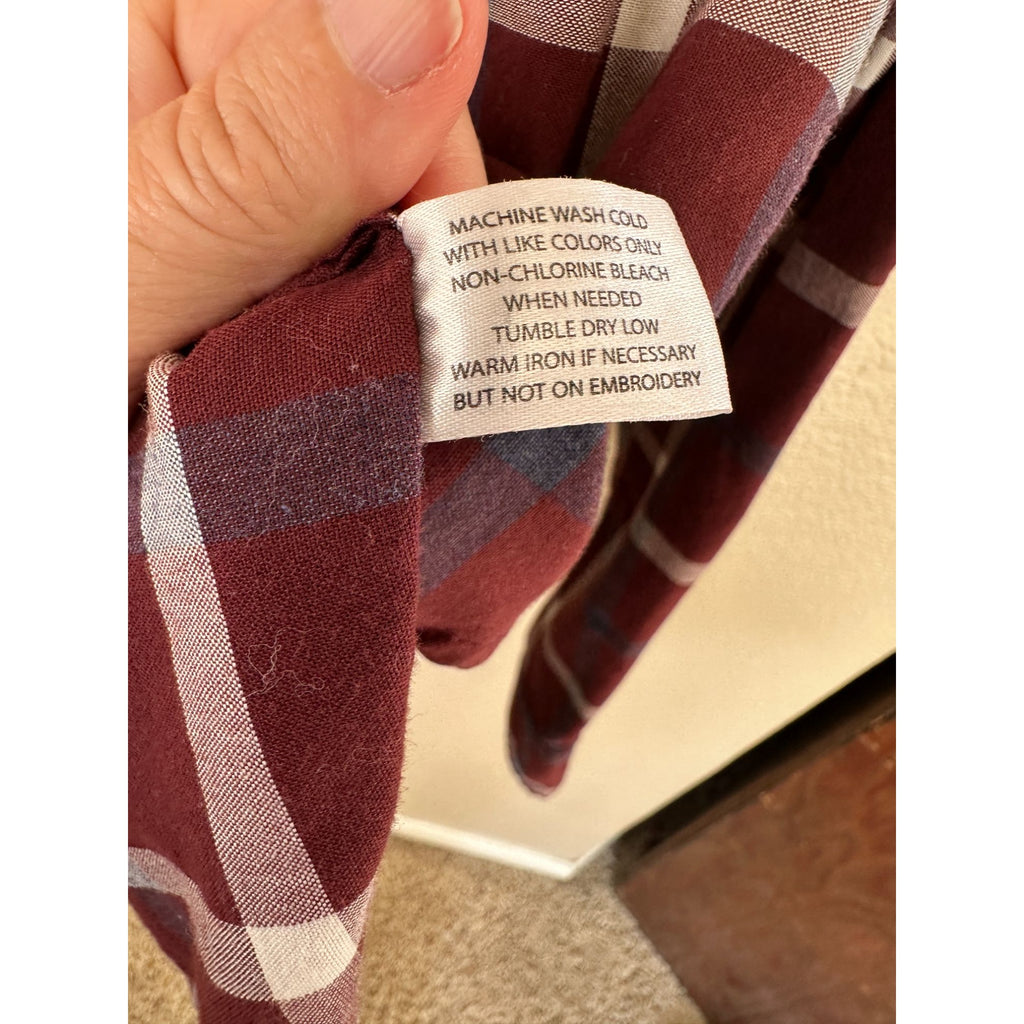 MACHINE WASH COLD
WITH LIKE COLORS ONLY
NON-CHLORINE BLEACH
WHEN NEEDED
TUMBLE DRY LOW
WARM IRON IF NECESSARY
BUT NOT ON EMBROIDERY